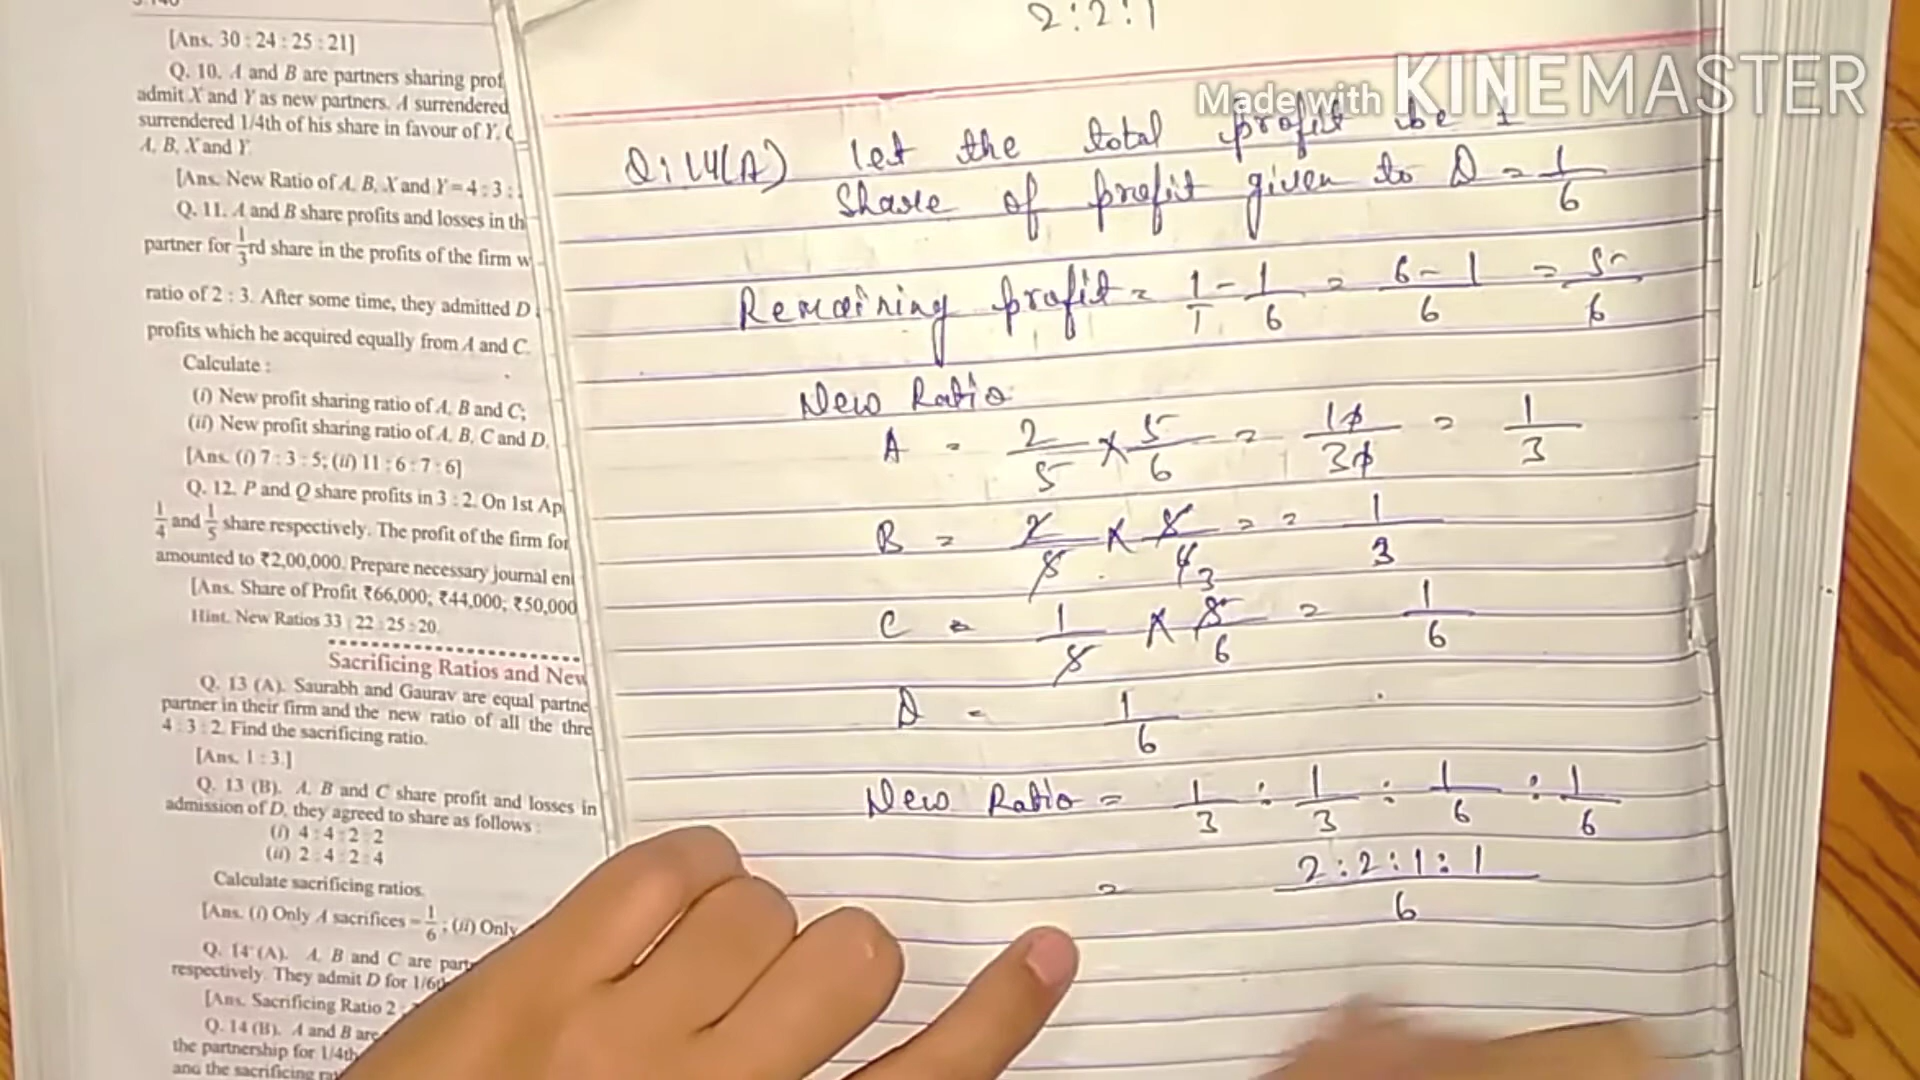 [Ans. 30 : 24 : 25 : 21]
Q. 10. A and B are partners sharing prof
admit X and Y as new partners. A surrendered
surrendered 1/4th of his share in favour of Y.
A, B, X and Y.
[Ans. New Ratio of A, B, X and Y = 4 : 3 :
Q. 11. A and B share profits and losses in th
partner for 1/3 rd share in the profits of the firm w
ratio of 2 : 3. After some time, they admitted D
profits which he acquired equally from A and C.
Calculate :
(i) New profit sharing ratio of A, B and C;
(ii) New profit sharing ratio of A, B, C and D.
[Ans. (i) 7 : 3 : 5; (ii) 11 : 6 : 7 : 6]
Q. 12. P and Q share profits in 3 : 2. On 1st Ap
1/4 and 1/5 share respectively. The profit of the firm for
amounted to ₹2,00,000. Prepare necessary journal en
[Ans. Share of Profit ₹66,000; ₹44,000; ₹50,000
Hint. New Ratios 33 : 22 : 25 : 20.
Sacrificing Ratios and New
Q. 13 (A). Saurabh and Gaurav are equal partne
partner in their firm and the new ratio of all the thre
4 : 3 : 2. Find the sacrificing ratio.
[Ans. 1 : 3.]
Q. 13 (B). A, B and C share profit and losses in
admission of D, they agreed to share as follows :
(i) 4 : 4 : 2 : 2
(ii) 2 : 4 : 2 : 4
Calculate sacrificing ratios.
[Ans. (i) Only A sacrifices = 1/6 ; (ii) Only
Q. 14 (A). A, B and C are part
respectively. They admit D for 1/6
[Ans. Sacrificing Ratio 2 :
Q. 14 (B). A and B are
the partnership for 1/4th
and the sacrificing ra
2:2:1
Made with KINEMASTER
Q:14(A) let the total profit be 1
Share of profit given to D = 1/6
Remaining profit = 1/1 - 1/6 = 6-1/6 = 5/6
New Ratio
A = 2/5 × 5/6 = 10/30 = 1/3
B = 2/5 × 5/6 3 = = 1/3
C = 1/5 × 5/6 = 1/6
D = 1/6
New Ratio = 1/3 : 1/3 : 1/6 : 1/6
= 2:2:1:1/6